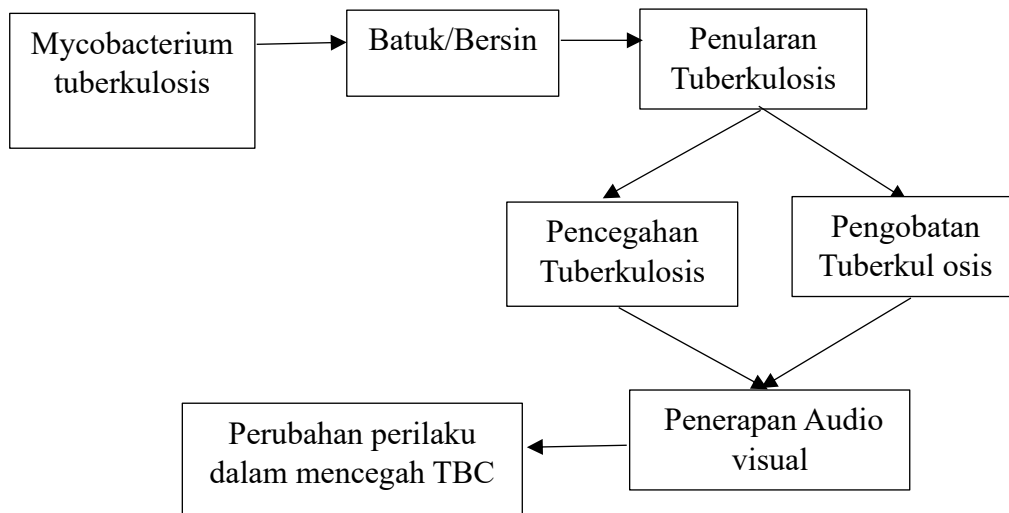 Mycobacterium
tuberkulosis
Batuk/Bersin
Penularan
Tuberkulosis
Pencegahan
Tuberkulosis
Pengobatan
Tuberkul osis
Penerapan Audio
visual
Perubahan perilaku
dalam mencegah TBC